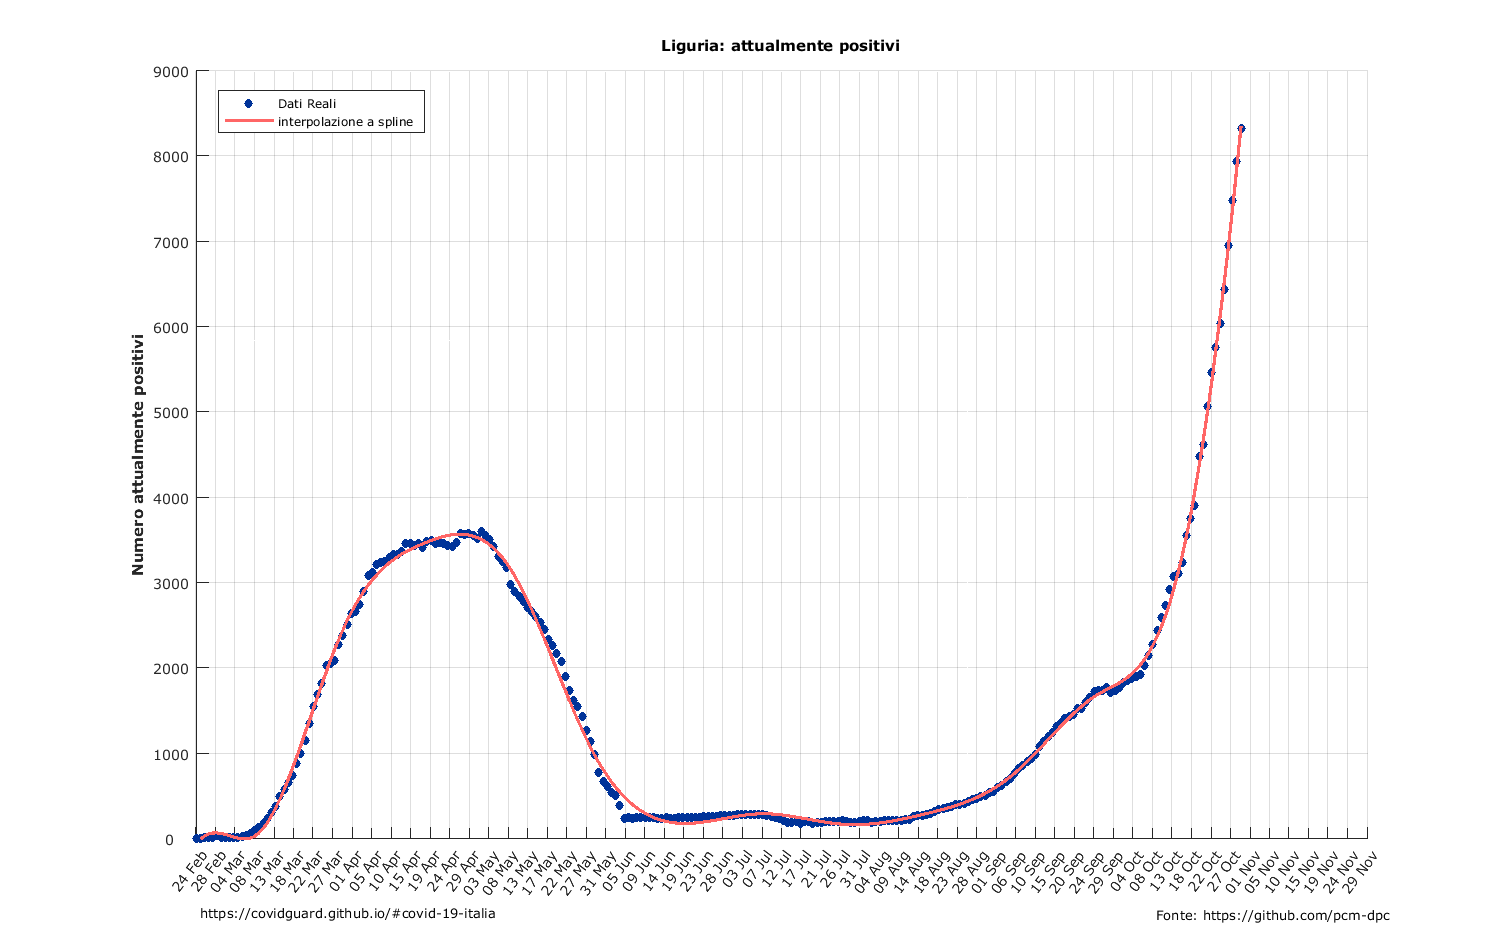 Liguria: attualmente positivi
9000
8000
7000
6000
5000
4000
3000
2000
1000
0
Dati Reali
interpolazione a spline
Numero attualmente positivi
24 Feb
28 Feb
04 Mar
08 Mar
13 Mar
18 Mar
22 Mar
27 Mar
01 Apr
05 Apr
10 Apr
15 Apr
19 Apr
24 Apr
29 Apr
03 May
08 May
13 May
17 May
22 May
27 May
31 May
05 Jun
09 Jun
14 Jun
19 Jun
23 Jun
28 Jun
03 Jul
07 Jul
12 Jul
17 Jul
21 Jul
26 Jul
31 Jul
04 Aug
09 Aug
14 Aug
18 Aug
23 Aug
28 Aug
01 Sep
06 Sep
10 Sep
15 Sep
20 Sep
24 Sep
29 Sep
04 Oct
08 Oct
13 Oct
18 Oct
22 Oct
27 Oct
01 Nov
05 Nov
10 Nov
15 Nov
19 Nov
24 Nov
29 Nov
https://covidguard.github.io/#covid-19-italia
Fonte: https://github.com/pcm-dpc